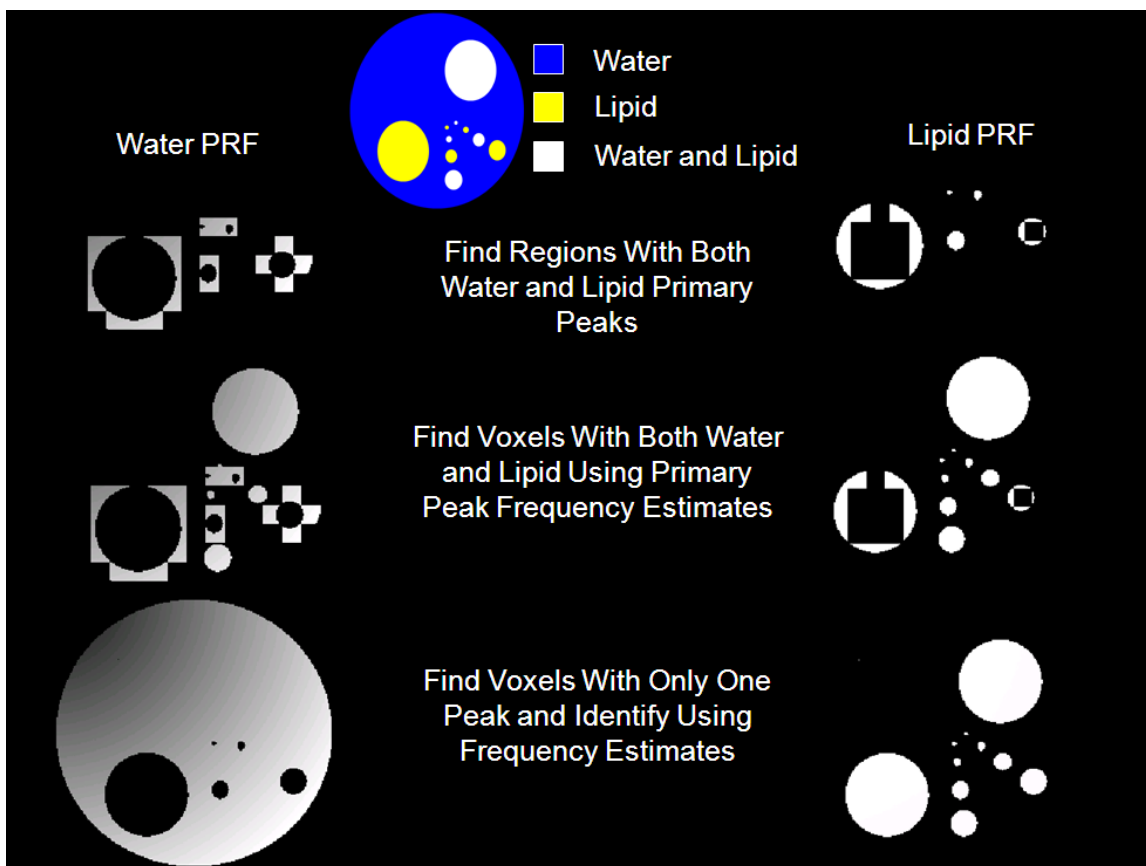 Water
Lipid
Water and Lipid
Water PRF
Lipid PRF
Find Regions With Both
Water and Lipid Primary
Peaks
Find Voxels With Both Water
and Lipid Using Primary
Peak Frequency Estimates
Find Voxels With Only One
Peak and Identify Using
Frequency Estimates